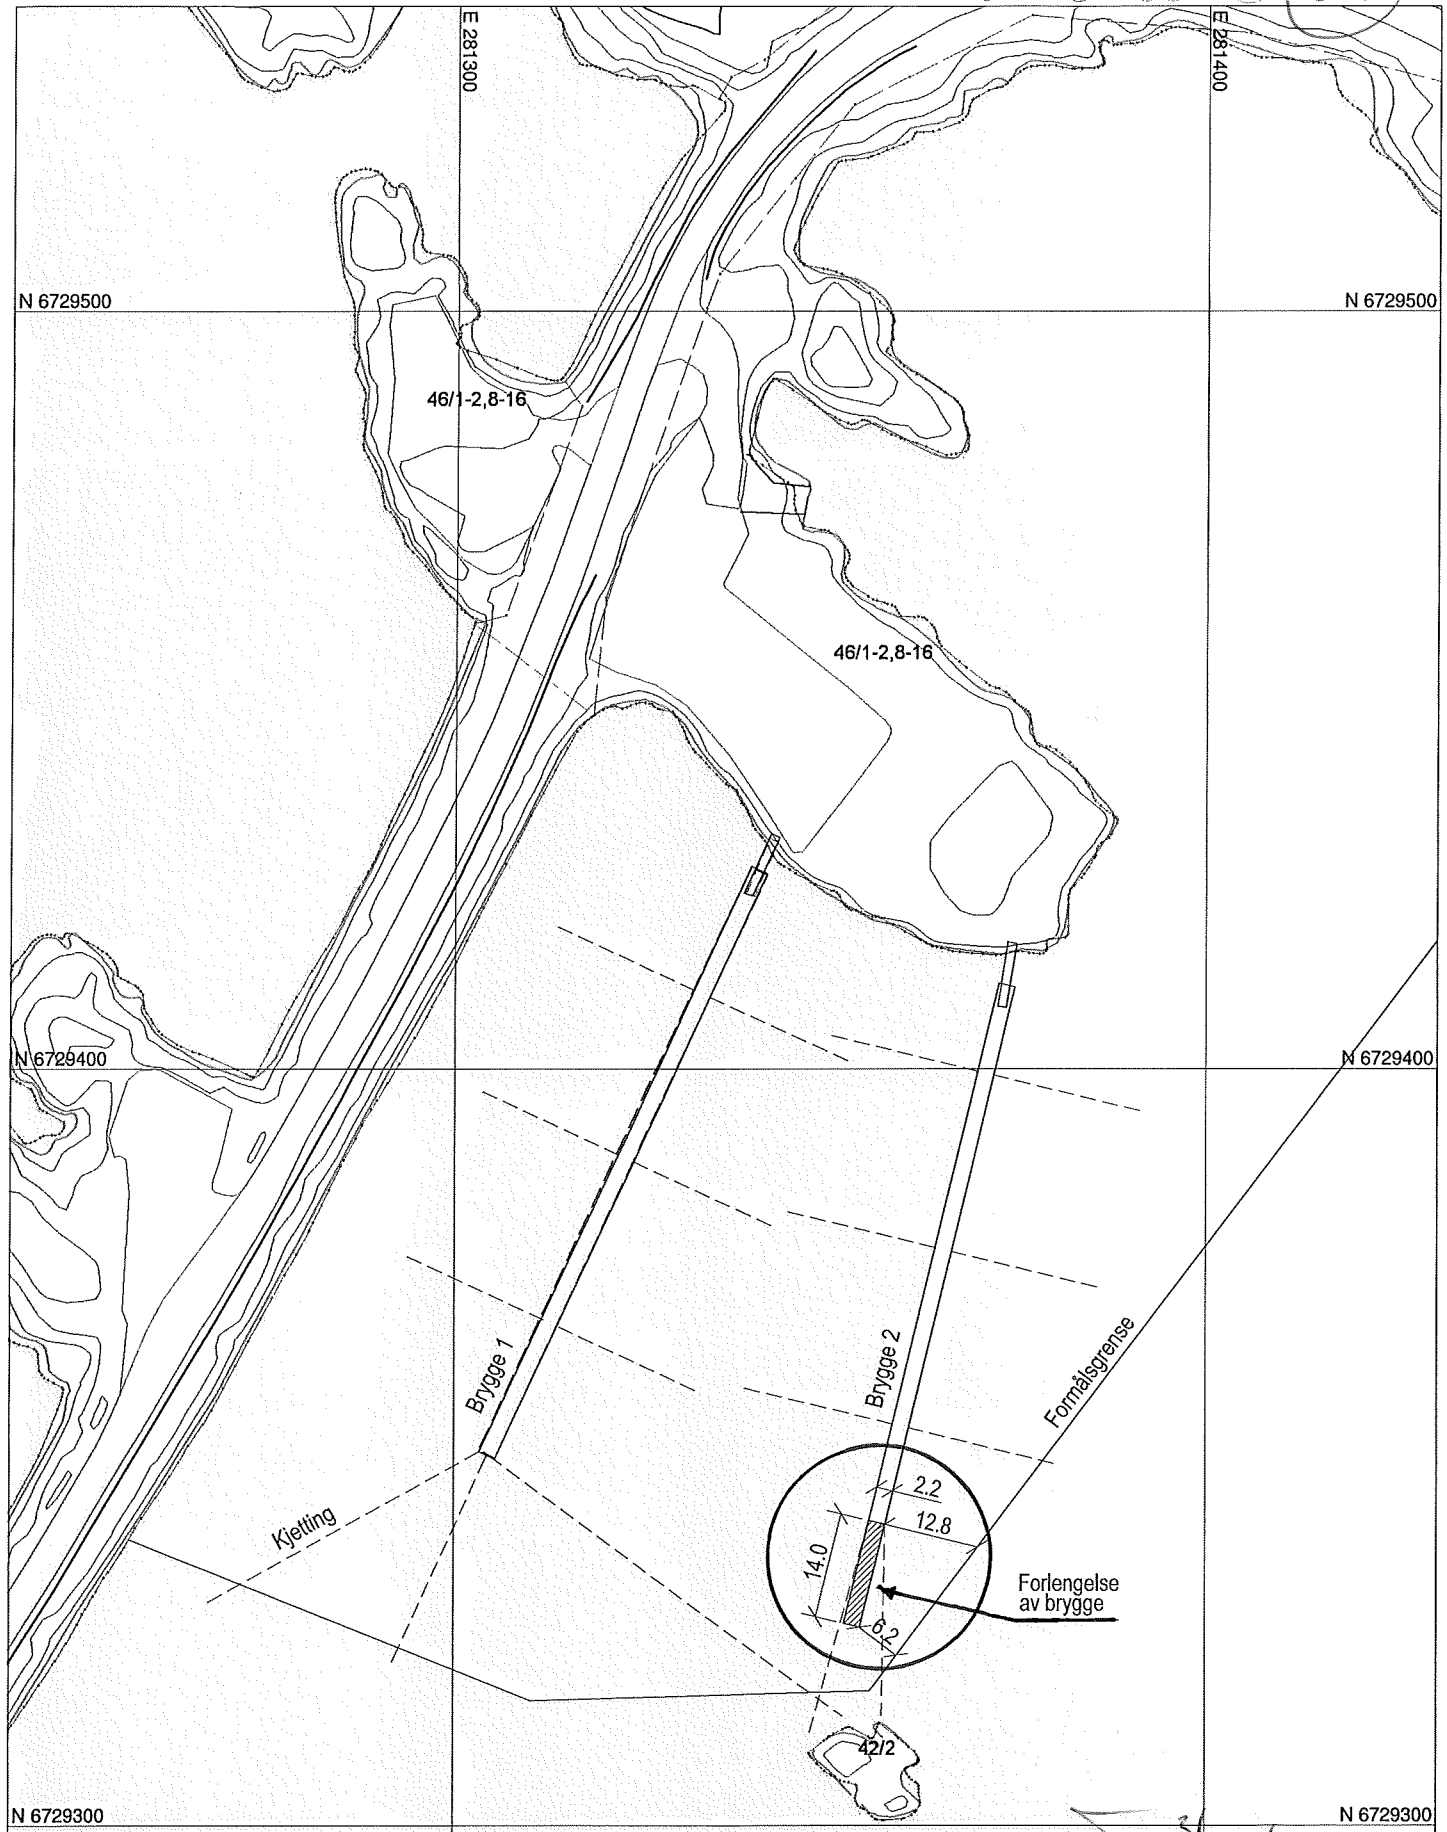 E 281300
E 281400
N 6729500
N 6729500
46/1-2,8-16
46/1-2,8-16
N 6729400
N 6729400
Brygge 1
Brygge 2
Formålsgrense
Kjetting
2.2
12.8
14.0
6.2
Forlengelse
av brygge
42/2
N 6729300
N 6729300